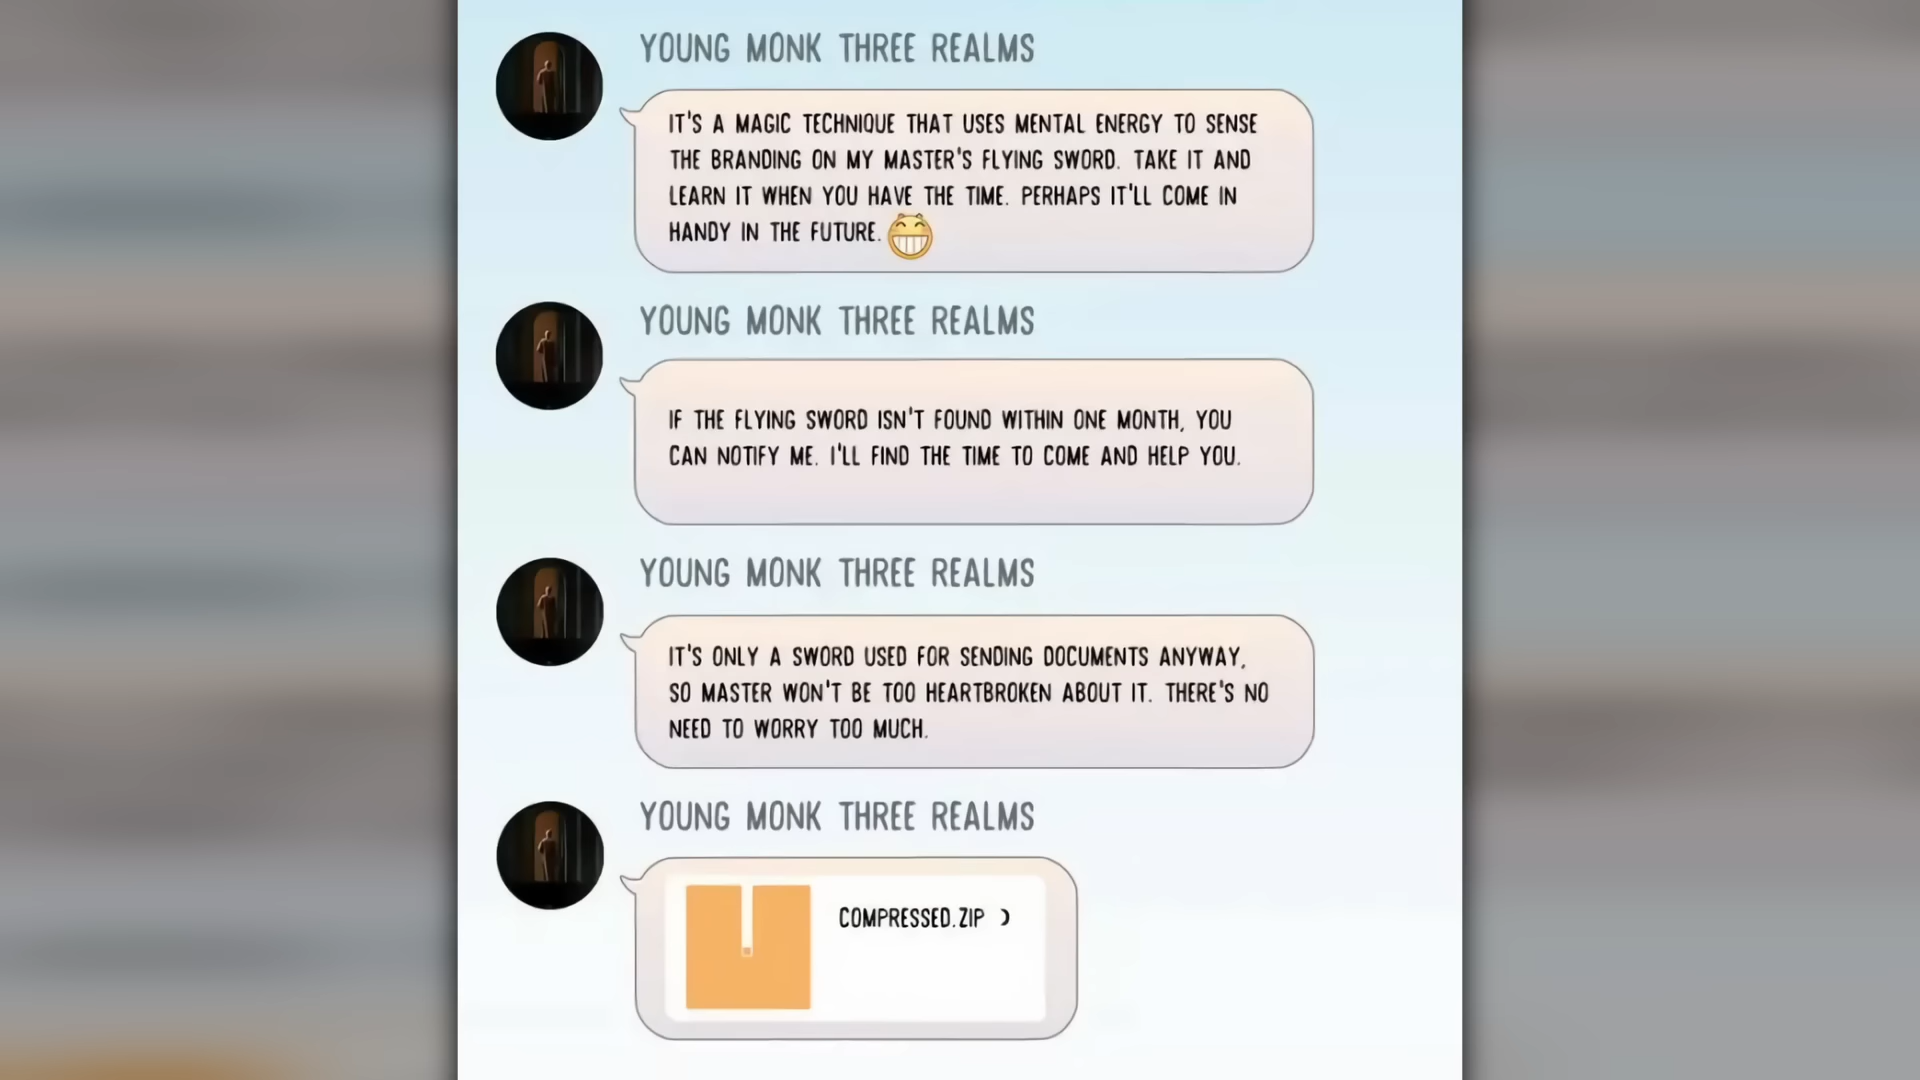 YOUNG MONK THREE REALMS
IT'S A MAGIC TECHNIQUE THAT USES MENTAL ENERGY TO SENSE
THE BRANDING ON MY MASTER'S FLYING SWORD. TAKE IT AND
LEARN IT WHEN YOU HAVE THE TIME. PERHAPS IT'LL COME IN
HANDY IN THE FUTURE.
YOUNG MONK THREE REALMS
IF THE FLYING SWORD ISN'T FOUND WITHIN ONE MONTH, YOU
CAN NOTIFY ME. I'LL FIND THE TIME TO COME AND HELP YOU.
YOUNG MONK THREE REALMS
IT'S ONLY A SWORD USED FOR SENDING DOCUMENTS ANYWAY,
SO MASTER WON'T BE TOO HEARTBROKEN ABOUT IT. THERE'S NO
NEED TO WORRY TOO MUCH.
YOUNG MONK THREE REALMS
COMPRESSED.ZIP